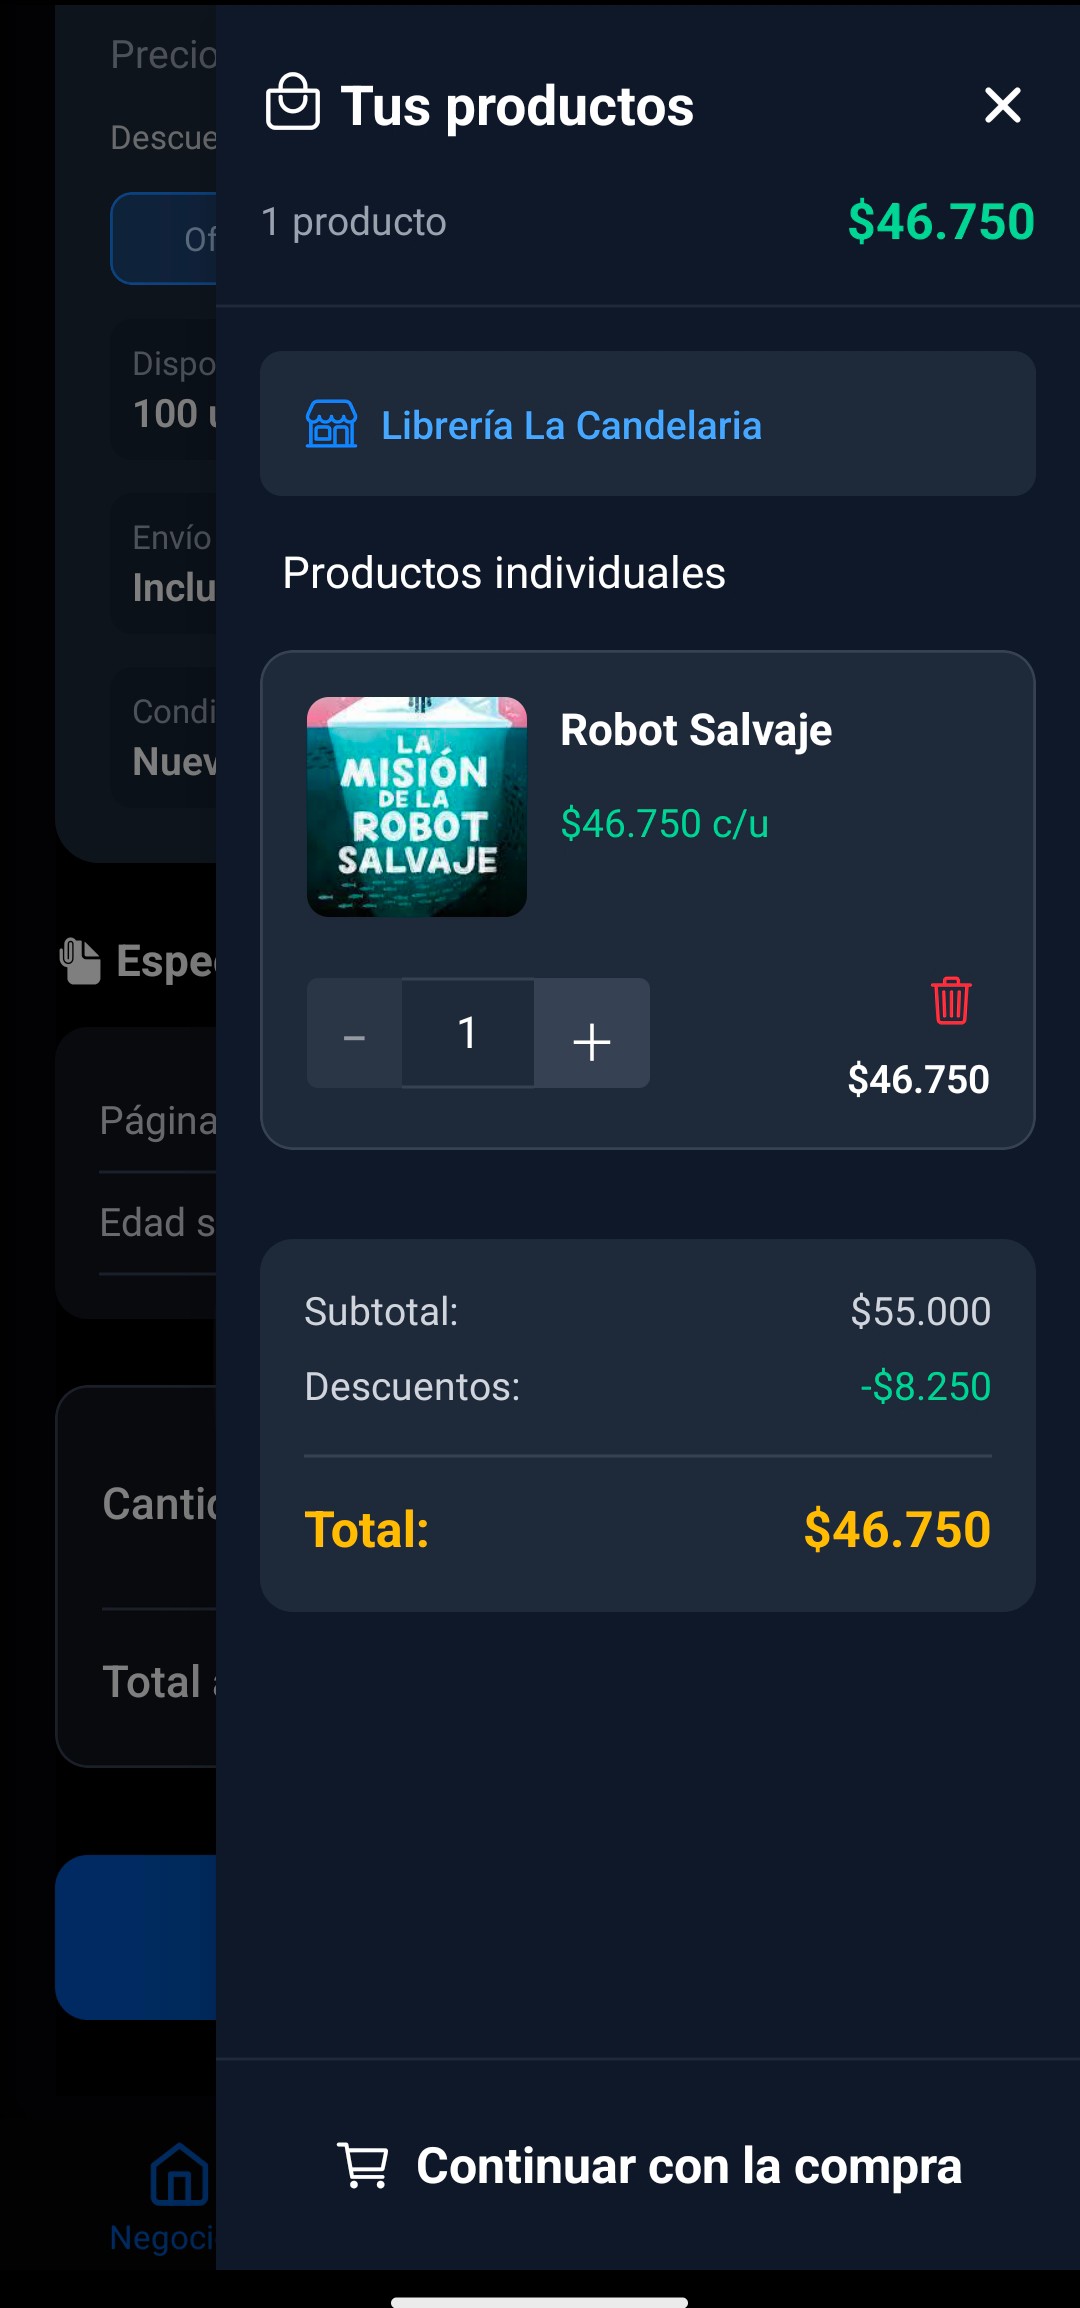 Tus productos
1 producto
$46.750
Librería La Candelaria
Productos individuales
LA
MISIÓN
DE LA
ROBOT
SALVAJE
Robot Salvaje
$46.750 c/u
- 1 +
$46.750
Subtotal: $55.000
Descuentos: -$8.250
Total: $46.750
Continuar con la compra
Precio
Descue
Of
Dispo
100 u
Envío
Inclu
Condi
Nuev
Espec
Página
Edad s
Cantid
Total a
Negoci